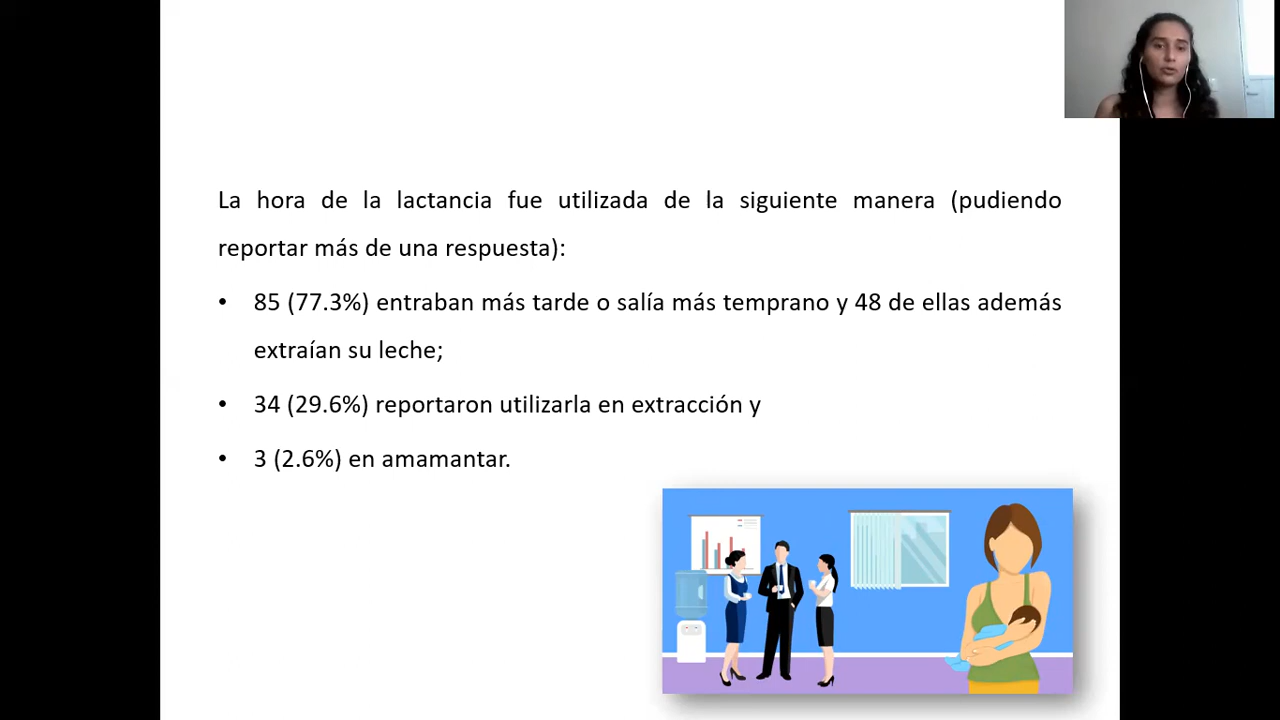 La hora de la lactancia fue utilizada de la siguiente manera (pudiendo
reportar más de una respuesta):
• 85 (77.3%) entraban más tarde o salía más temprano y 48 de ellas además
extraían su leche;
• 34 (29.6%) reportaron utilizarla en extracción y
• 3 (2.6%) en amamantar.